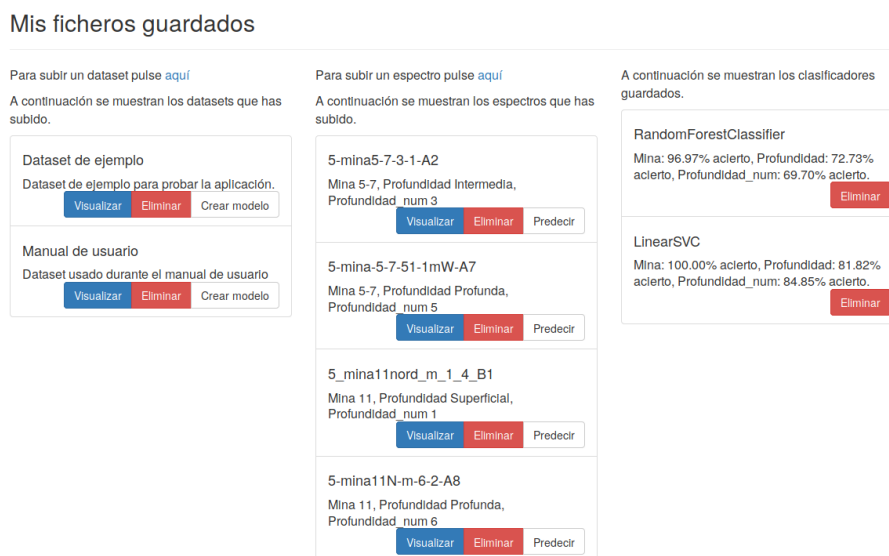 Mis ficheros guardados
Para subir un dataset pulse aquí
A continuación se muestran los datasets que has
subido.
Dataset de ejemplo
Dataset de ejemplo para probar la aplicación.
Visualizar Eliminar Crear modelo
Manual de usuario
Dataset usado durante el manual de usuario
Visualizar Eliminar Crear modelo
Para subir un espectro pulse aquí
A continuación se muestran los espectros que has
subido.
5-mina5-7-3-1-A2
Mina 5-7, Profundidad Intermedia,
Profundidad_num 3
Visualizar Eliminar Predecir
5-mina-5-7-51-1mW-A7
Mina 5-7, Profundidad Profunda,
Profundidad_num 5
Visualizar Eliminar Predecir
5_mina11nord_m_1_4_B1
Mina 11, Profundidad Superficial,
Profundidad_num 1
Visualizar Eliminar Predecir
5-mina11N-m-6-2-A8
Mina 11, Profundidad Profunda,
Profundidad_num 6
Visualizar Eliminar Predecir
A continuación se muestran los clasificadores
guardados.
RandomForestClassifier
Mina: 96.97% acierto, Profundidad: 72.73%
acierto, Profundidad_num: 69.70% acierto.
Eliminar
LinearSVC
Mina: 100.00% acierto, Profundidad: 81.82%
acierto, Profundidad_num: 84.85% acierto.
Eliminar